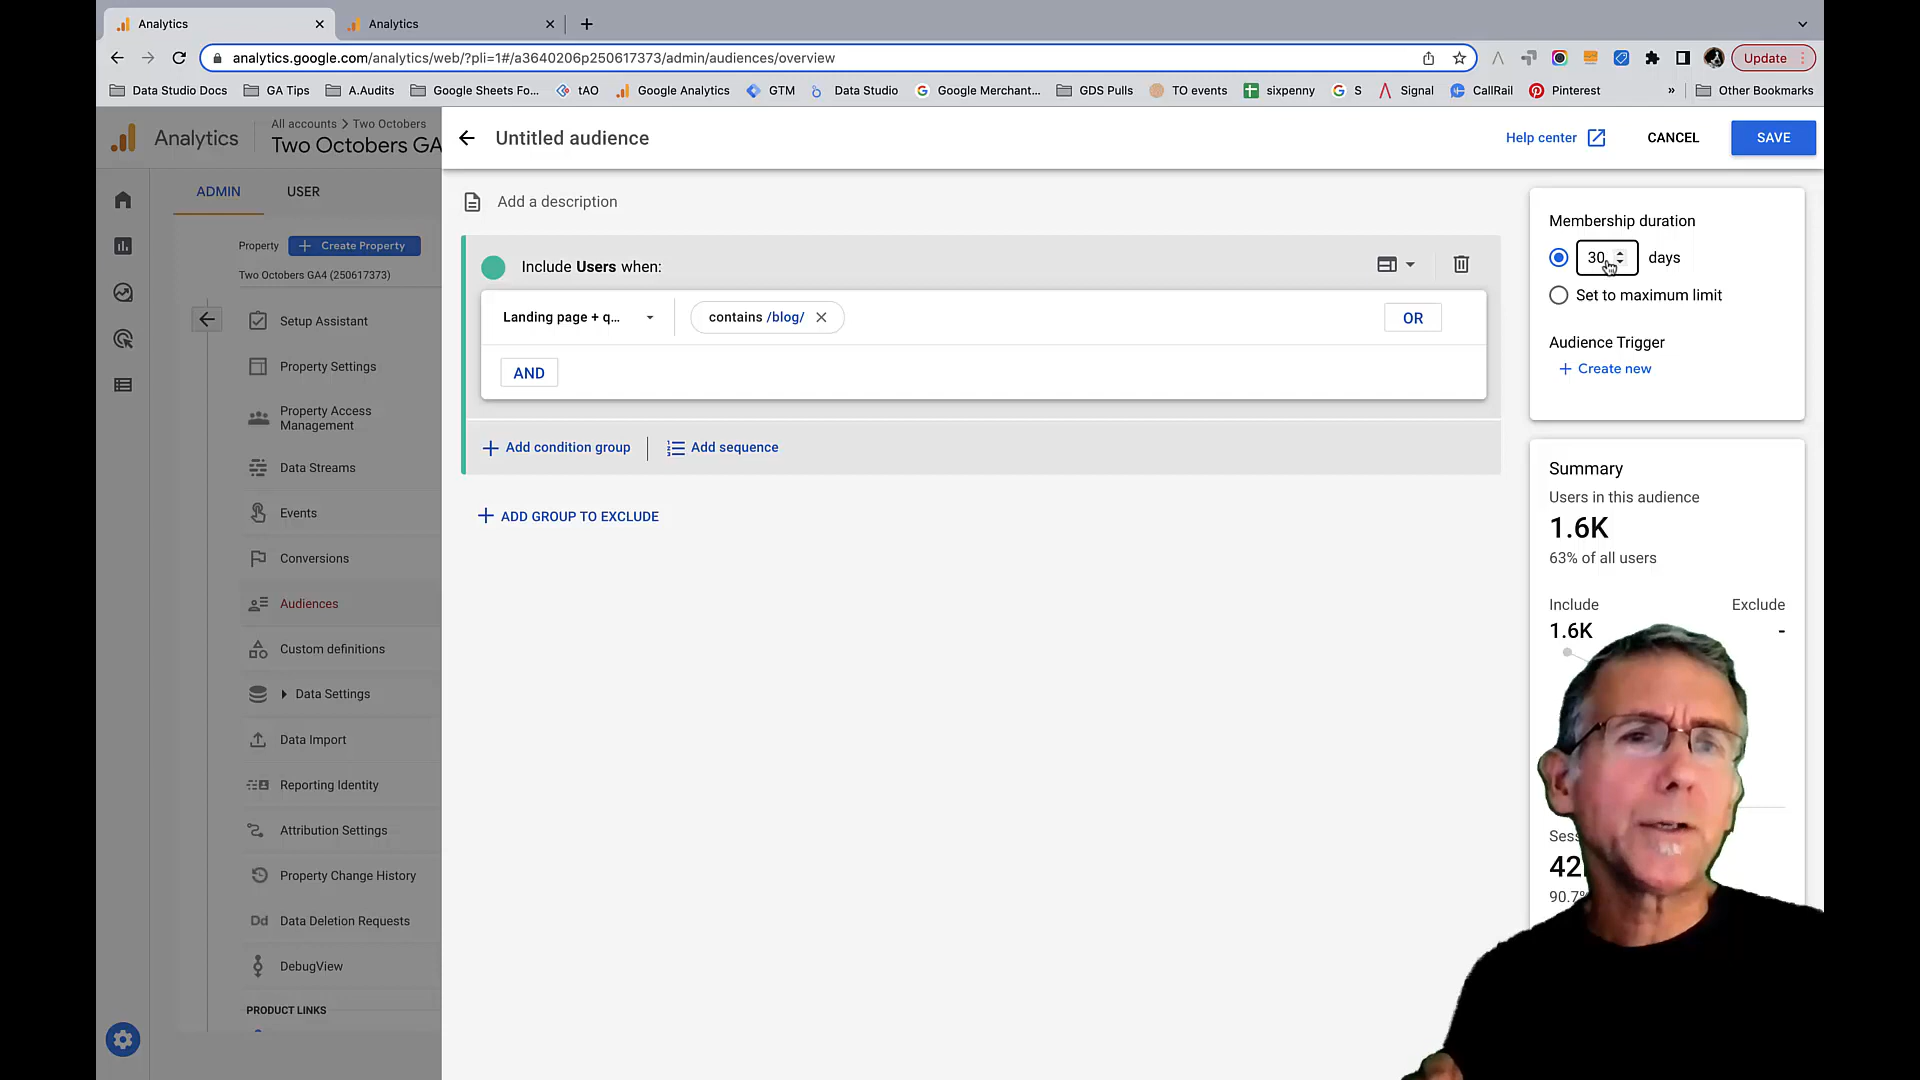 Analytics
Analytics
analytics.google.com/analytics/web/?pli=1#/a3640206p250617373/admin/audiences/overview
Update
Data Studio Docs
GA Tips
A.Audits
Google Sheets Fo...
tAO
Google Analytics
GTM
Data Studio
Google Merchant...
GDS Pulls
TO events
sixpenny
S
Signal
CallRail
Pinterest
»
Other Bookmarks
Analytics
All accounts > Two Octobers
Two Octobers GA
Untitled audience
Help center
CANCEL
SAVE
ADMIN
USER
Property
Create Property
Two Octobers GA4 (250617373)
Setup Assistant
Property Settings
Property Access
Management
Data Streams
Events
Conversions
Audiences
Custom definitions
Data Settings
Data Import
Reporting Identity
Attribution Settings
Property Change History
Dd Data Deletion Requests
DebugView
PRODUCT LINKS
Add a description
Include Users when:
Landing page + q...
contains /blog/
OR
AND
Add condition group
Add sequence
ADD GROUP TO EXCLUDE
Membership duration
30 days
Set to maximum limit
Audience Trigger
+ Create new
Summary
Users in this audience
1.6K
63% of all users
Include
Exclude
1.6K
-